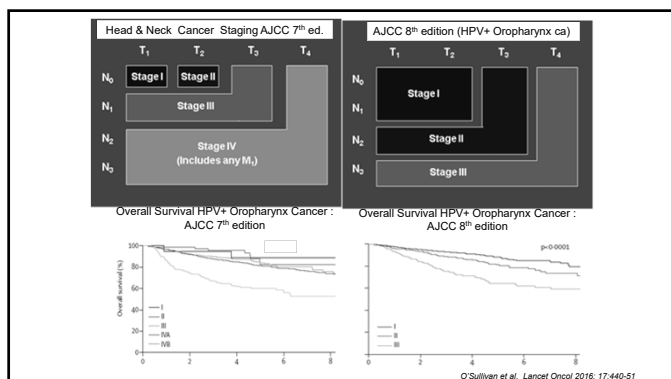 Head & Neck Cancer Staging AJCC 7th ed.
T1 T2 T3 T4
N0 Stage I Stage II
N1 Stage III
N2 Stage IV
(Includes any M1)
N3
AJCC 8th edition (HPV+ Oropharynx ca)
T1 T2 T3 T4
N0
Stage I
N1
N2 Stage II
N3 Stage III
Overall Survival HPV+ Oropharynx Cancer :
AJCC 7th edition
Overall Survival HPV+ Oropharynx Cancer :
AJCC 8th edition
Overall survival (%)
100
80
60
40
20
0
I
II
III
IVA
IVB
0 2 4 6 8
p<0·0001
I
II
III
0 2 4 6 8
O'Sullivan et al. Lancet Oncol 2016; 17:440-51